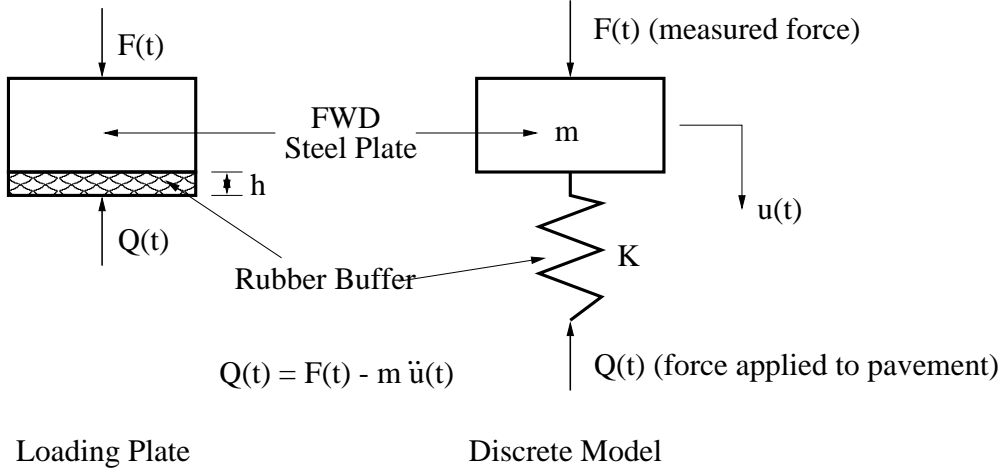 F(t)
F(t) (measured force)
FWD
Steel Plate
m
h
u(t)
Q(t)
K
Rubber Buffer
Q(t) = F(t) - m ü(t)
Q(t) (force applied to pavement)
Loading Plate
Discrete Model